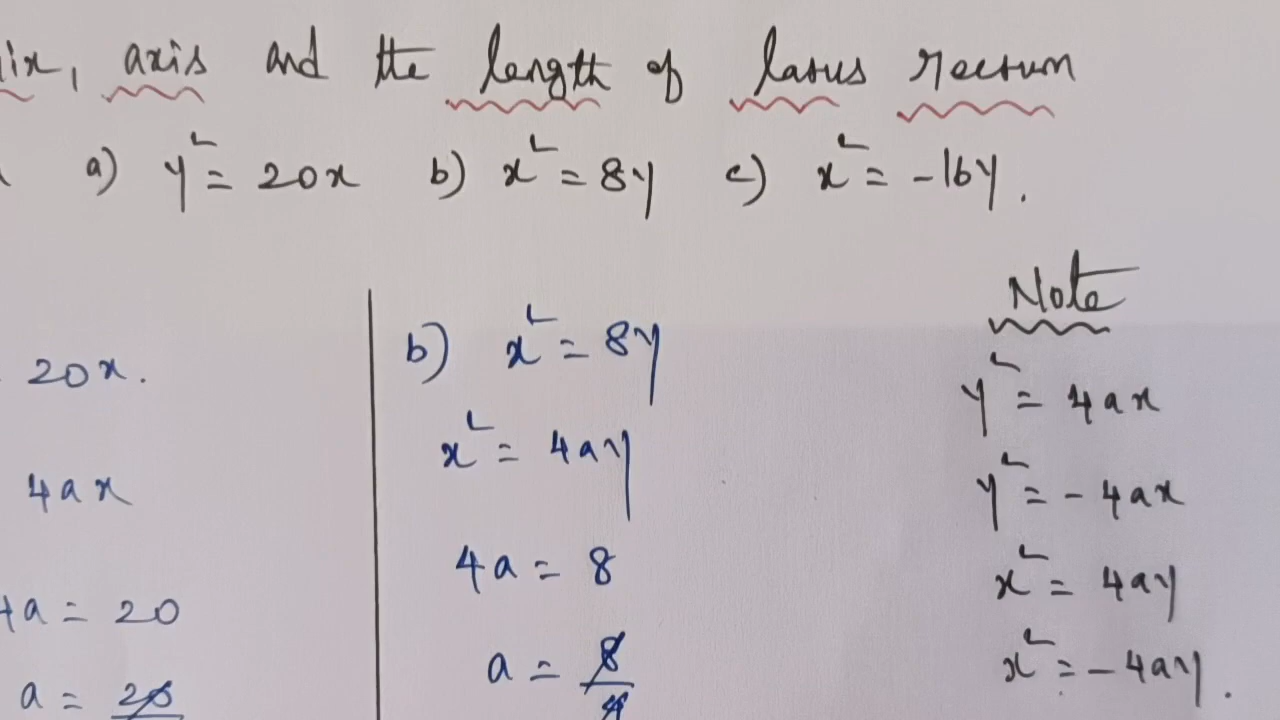 axis and the length of latus rectum
a) y² = 20x b) x² = 8y c) x² = -16y.
20x.
4ax
4a = 20
a = 20
b) x² = 8y
x² = 4ay
4a = 8
a = 8/4
Note
y² = 4ax
y² = - 4ax
x² = 4ay
x² = - 4ay.